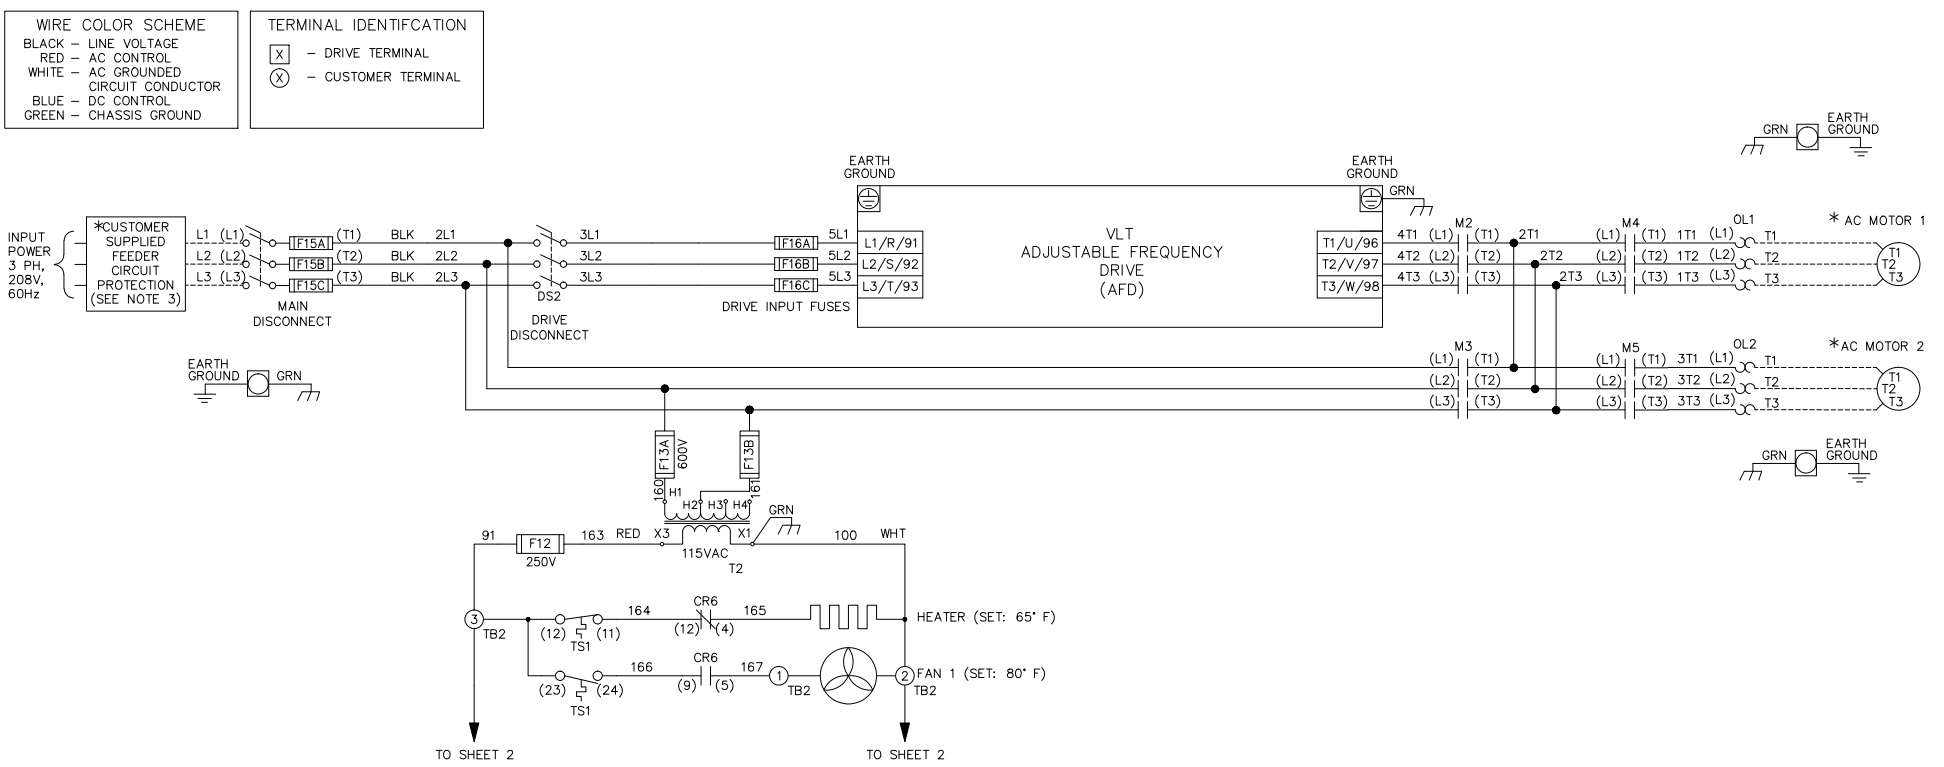 WIRE COLOR SCHEME
BLACK – LINE VOLTAGE
RED – AC CONTROL
WHITE – AC GROUNDED
CIRCUIT CONDUCTOR
BLUE – DC CONTROL
GREEN – CHASSIS GROUND
TERMINAL IDENTIFCATION
X – DRIVE TERMINAL
X – CUSTOMER TERMINAL
GRN
EARTH
GROUND
EARTH
GROUND
EARTH
GROUND
GRN
INPUT
POWER
3 PH,
208V,
60Hz
*CUSTOMER
SUPPLIED
FEEDER
CIRCUIT
PROTECTION
(SEE NOTE 3)
L1 (L1) F15A (T1) BLK 2L1 3L1 F16A 5L1 L1/R/91
L2 (L2) F15B (T2) BLK 2L2 3L2 F16B 5L2 L2/S/92
L3 (L3) F15C (T3) BLK 2L3 3L3 F16C 5L3 L3/T/93
MAIN
DISCONNECT
DS2
DRIVE
DISCONNECT
DRIVE INPUT FUSES
VLT
ADJUSTABLE FREQUENCY
DRIVE
(AFD)
M2 M4 OL1 * AC MOTOR 1
T1/U/96 4T1 (L1) (T1) 2T1 (L1) (T1) 1T1 (L1) T1 T1
T2/V/97 4T2 (L2) (T2) 2T2 (L2) (T2) 1T2 (L2) T2 T2
T3/W/98 4T3 (L3) (T3) 2T3 (L3) (T3) 1T3 (L3) T3 T3
M3 M5 OL2 * AC MOTOR 2
(L1) (T1) (L1) (T1) 3T1 (L1) T1 T1
(L2) (T2) (L2) (T2) 3T2 (L2) T2 T2
(L3) (T3) (L3) (T3) 3T3 (L3) T3 T3
EARTH
GROUND GRN
GRN
EARTH
GROUND
F13A 600V F13B
160 H1 H2 H3 H4 161
GRN
91 F12 163 RED X3 X1 100 WHT
250V
115VAC
T2
3 TB2
(12) (11) 164 CR6 (12) (4) 165 HEATER (SET: 65° F)
TS1
(23) (24) 166 CR6 (9) (5) 167 1 TB2 2 TB2 FAN 1 (SET: 80° F)
TS1
TO SHEET 2
TO SHEET 2